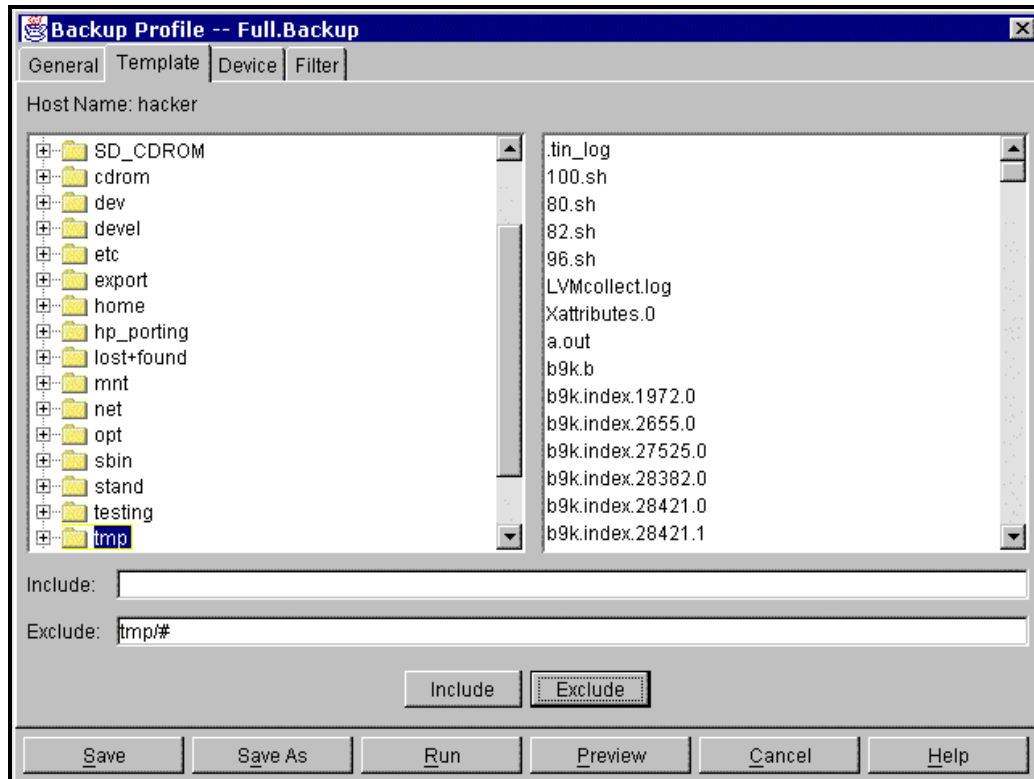 Backup Profile -- Full.Backup
General Template Device Filter
Host Name: hacker
SD_CDROM
cdrom
dev
devel
etc
export
home
hp_porting
lost+found
mnt
net
opt
sbin
stand
testing
tmp
.tin_log
100.sh
80.sh
82.sh
96.sh
LVMcollect.log
Xattributes.0
a.out
b9k.b
b9k.index.1972.0
b9k.index.2655.0
b9k.index.27525.0
b9k.index.28382.0
b9k.index.28421.0
b9k.index.28421.1
Include:
Exclude: tmp/#
Include Exclude
Save Save As Run Preview Cancel Help